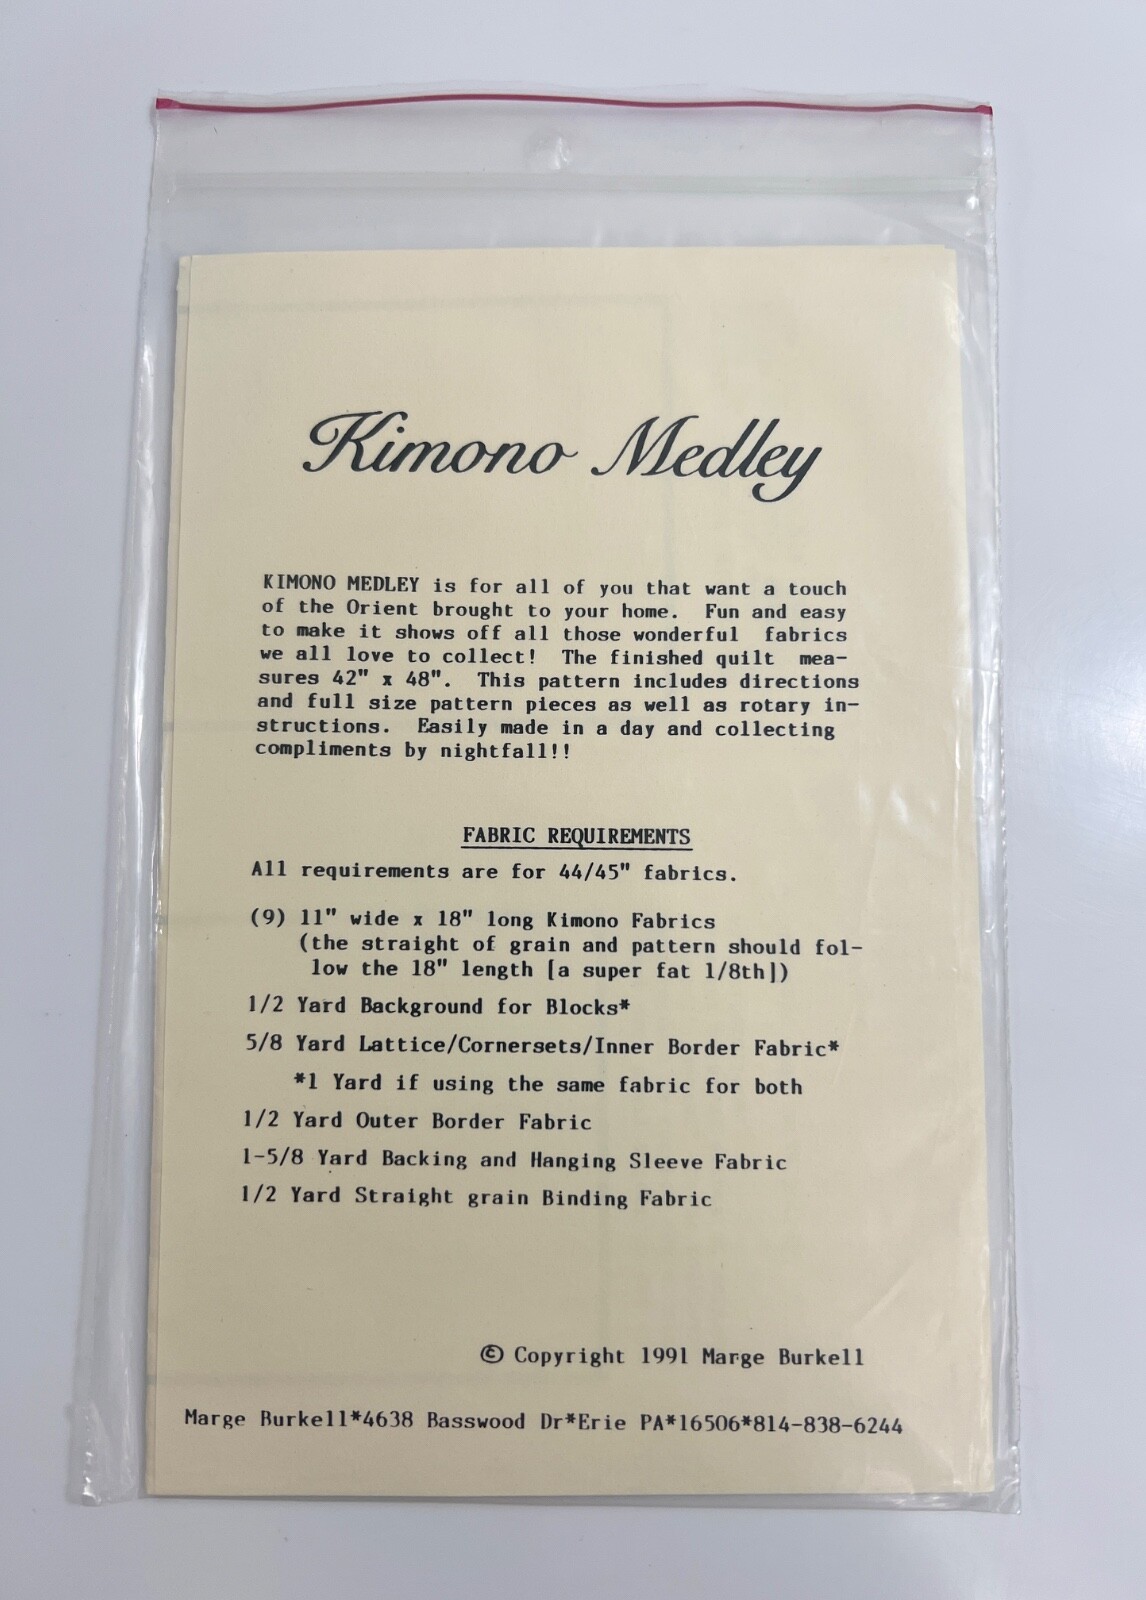 Kimono Medley
KIMONO MEDLEY is for all of you that want a touch
of the Orient brought to your home. Fun and easy
to make it shows off all those wonderful fabrics
we all love to collect! The finished quilt mea-
sures 42" x 48". This pattern includes directions
and full size pattern pieces as well as rotary in-
structions. Easily made in a day and collecting
compliments by nightfall!!
FABRIC REQUIREMENTS
All requirements are for 44/45" fabrics.
(9) 11" wide x 18" long Kimono Fabrics
(the straight of grain and pattern should fol-
low the 18" length [a super fat 1/8th])
1/2 Yard Background for Blocks*
5/8 Yard Lattice/Cornersets/Inner Border Fabric*
*1 Yard if using the same fabric for both
1/2 Yard Outer Border Fabric
1-5/8 Yard Backing and Hanging Sleeve Fabric
1/2 Yard Straight grain Binding Fabric
© Copyright 1991 Marge Burkell
Marge Burkell*4638 Basswood Dr*Erie PA*16506*814-838-6244